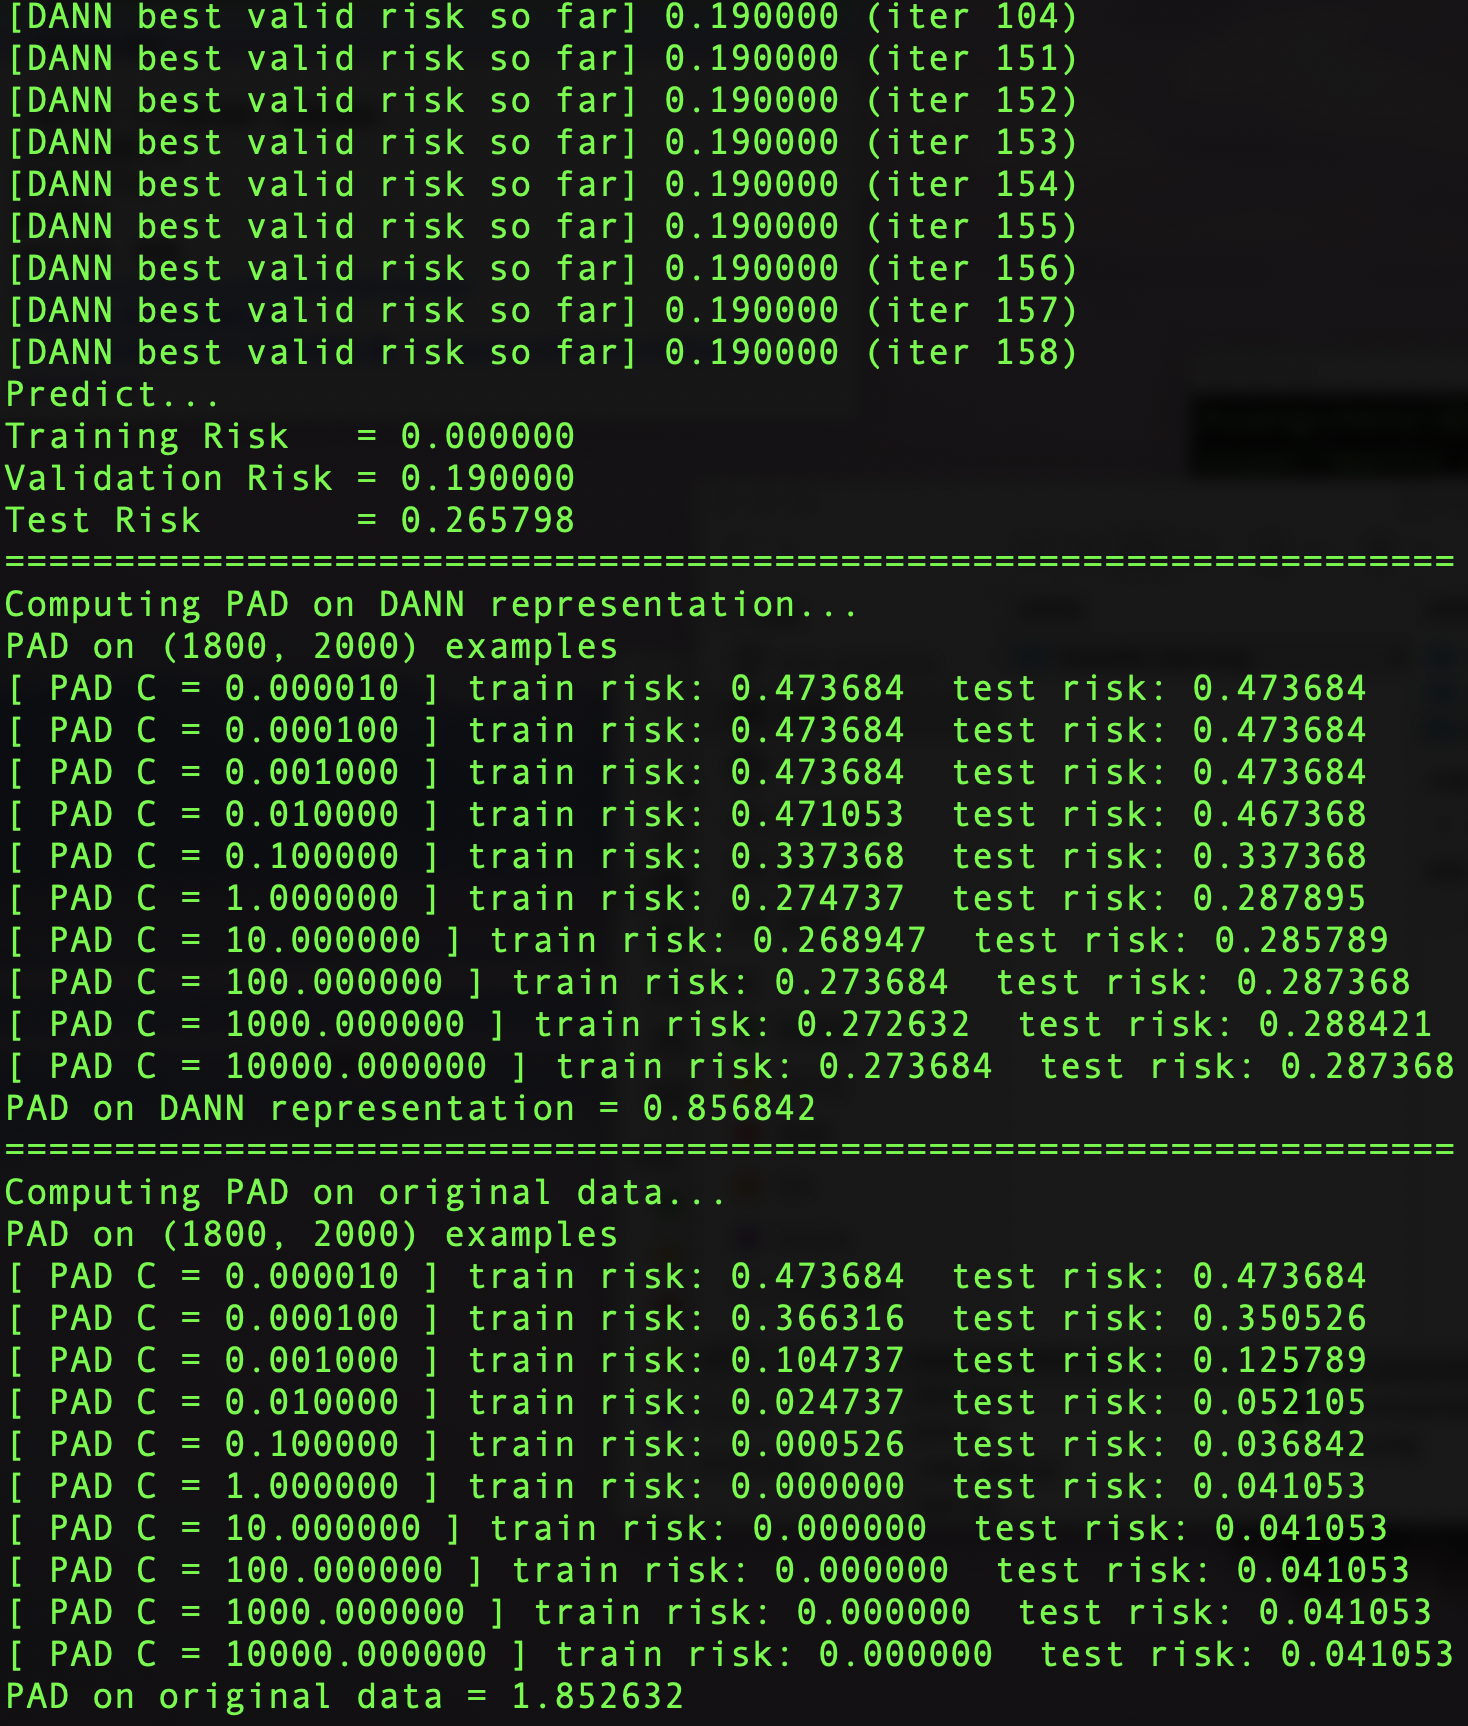 [DANN best valid risk so far] 0.190000 (iter 104)
[DANN best valid risk so far] 0.190000 (iter 151)
[DANN best valid risk so far] 0.190000 (iter 152)
[DANN best valid risk so far] 0.190000 (iter 153)
[DANN best valid risk so far] 0.190000 (iter 154)
[DANN best valid risk so far] 0.190000 (iter 155)
[DANN best valid risk so far] 0.190000 (iter 156)
[DANN best valid risk so far] 0.190000 (iter 157)
[DANN best valid risk so far] 0.190000 (iter 158)
Predict...
Training Risk   = 0.000000
Validation Risk = 0.190000
Test Risk       = 0.265798
==================================================================
Computing PAD on DANN representation...
PAD on (1800, 2000) examples
[ PAD C = 0.000010 ] train risk: 0.473684  test risk: 0.473684
[ PAD C = 0.000100 ] train risk: 0.473684  test risk: 0.473684
[ PAD C = 0.001000 ] train risk: 0.473684  test risk: 0.473684
[ PAD C = 0.010000 ] train risk: 0.471053  test risk: 0.467368
[ PAD C = 0.100000 ] train risk: 0.337368  test risk: 0.337368
[ PAD C = 1.000000 ] train risk: 0.274737  test risk: 0.287895
[ PAD C = 10.000000 ] train risk: 0.268947  test risk: 0.285789
[ PAD C = 100.000000 ] train risk: 0.273684  test risk: 0.287368
[ PAD C = 1000.000000 ] train risk: 0.272632  test risk: 0.288421
[ PAD C = 10000.000000 ] train risk: 0.273684  test risk: 0.287368
PAD on DANN representation = 0.856842
==================================================================
Computing PAD on original data...
PAD on (1800, 2000) examples
[ PAD C = 0.000010 ] train risk: 0.473684  test risk: 0.473684
[ PAD C = 0.000100 ] train risk: 0.366316  test risk: 0.350526
[ PAD C = 0.001000 ] train risk: 0.104737  test risk: 0.125789
[ PAD C = 0.010000 ] train risk: 0.024737  test risk: 0.052105
[ PAD C = 0.100000 ] train risk: 0.000526  test risk: 0.036842
[ PAD C = 1.000000 ] train risk: 0.000000  test risk: 0.041053
[ PAD C = 10.000000 ] train risk: 0.000000  test risk: 0.041053
[ PAD C = 100.000000 ] train risk: 0.000000  test risk: 0.041053
[ PAD C = 1000.000000 ] train risk: 0.000000  test risk: 0.041053
[ PAD C = 10000.000000 ] train risk: 0.000000  test risk: 0.041053
PAD on original data = 1.852632